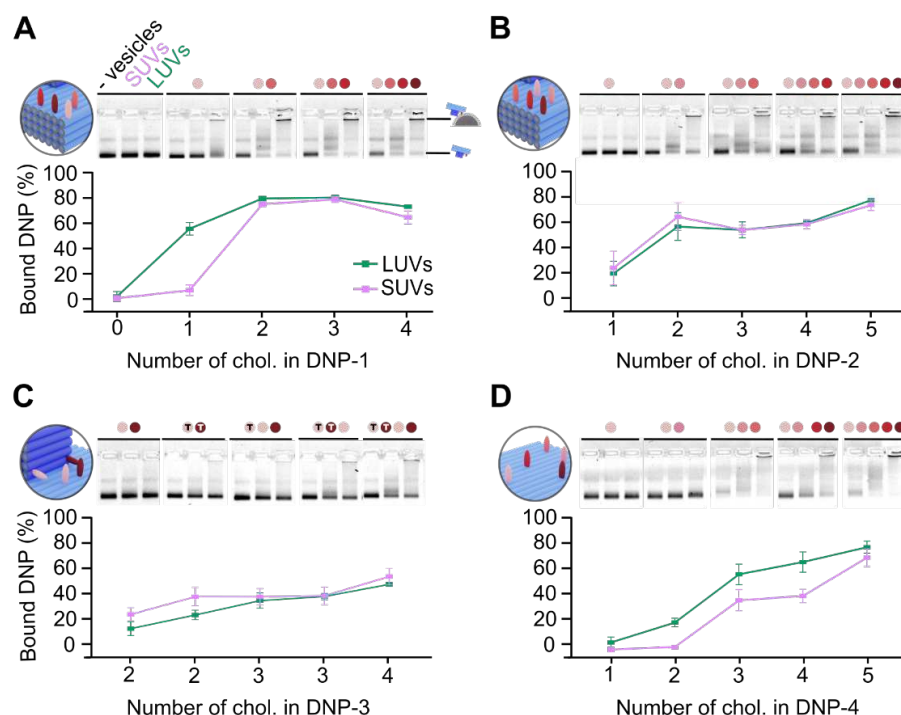 A
- vesicles
SUVs
LUVs
Bound DNP (%)
100
80
60
40
20
0
LUVs
SUVs
0 1 2 3 4
Number of chol. in DNP-1
B
100
80
60
40
20
0
1 2 3 4 5
Number of chol. in DNP-2
C
T T T T T T T
Bound DNP (%)
100
80
60
40
20
0
2 2 3 3 4
Number of chol. in DNP-3
D
100
80
60
40
20
0
1 2 3 4 5
Number of chol. in DNP-4